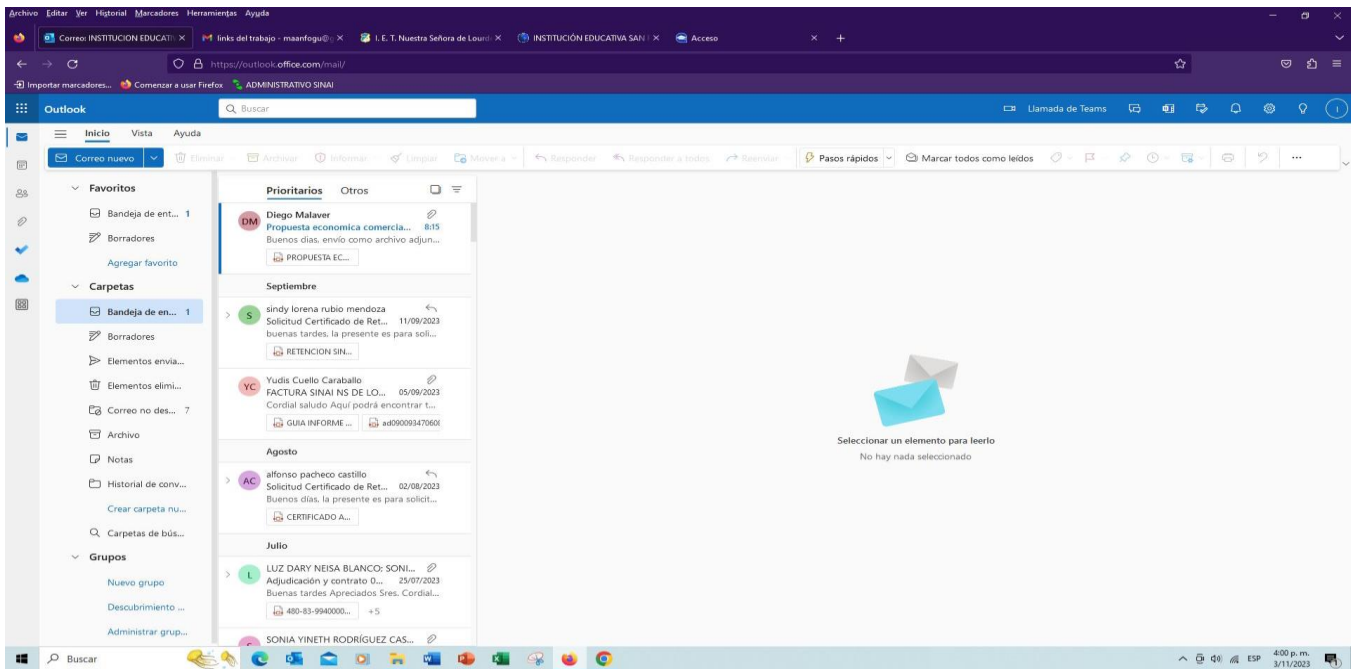 Archivo Editar Ver Historial Marcadores Herramientas Ayuda
Correo: INSTITUCION EDUCATI
links del trabajo - maanfogu@g
I. E. T. Nuestra Señora de Lourde
INSTITUCIÓN EDUCATIVA SAN
Acceso
https://outlook.office.com/mail/
Importar marcadores... Comenzar a usar Firefox ADMINISTRATIVO SINAI
Outlook
Buscar
Llamada de Teams
Inicio Vista Ayuda
Correo nuevo Eliminar Archivar Informar Limpiar Mover a Responder Responder a todos Reenviar Pasos rápidos Marcar todos como leídos
Favoritos
Bandeja de ent... 1
Borradores
Agregar favorito
Carpetas
Bandeja de en... 1
Borradores
Elementos envia...
Elementos elimi...
Correo no des... 7
Archivo
Notas
Historial de conv...
Crear carpeta nu...
Carpetas de bús...
Grupos
Nuevo grupo
Descubrimiento ...
Administrar grup...
Prioritarios Otros
DM
Diego Malaver
Propuesta economica comercia... 8:15
Buenos dias. envío como archivo adjun...
PROPUESTA EC...
Septiembre
S
sindy lorena rubio mendoza
Solicitud Certificado de Ret... 11/09/2023
buenas tardes. la presente es para soli...
RETENCION SIN...
YC
Yudis Cuello Caraballo
FACTURA SINAI NS DE LO... 05/09/2023
Cordial saludo Aquí podrá encontrar t...
GUIA INFORME ...
Agosto
AC
alfonso pacheco castillo
Solicitud Certificado de Ret... 02/08/2023
Buenos días. la presente es para solicit...
CERTIFICADO A...
Julio
L
LUZ DARY NEISA BLANCO; SONI...
Adjudicación y contrato 0... 25/07/2023
Buenas tardes Apreciados Sres. Cordial...
480-83-9940000... +5
SONIA YINETH RODRÍGUEZ CAS...
Seleccionar un elemento para leerlo
No hay nada seleccionado
Buscar
ESP
4:00 p. m.
3/11/2023